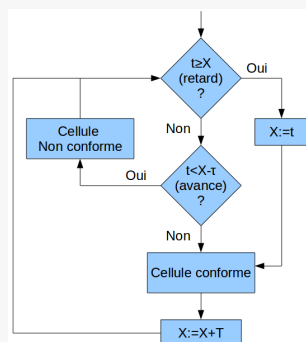 t≥X
(retard)
?
Oui
Non
X:=t
Cellule
Non conforme
Oui
t<X-τ
(avance)
?
Non
Cellule conforme
X:=X+T